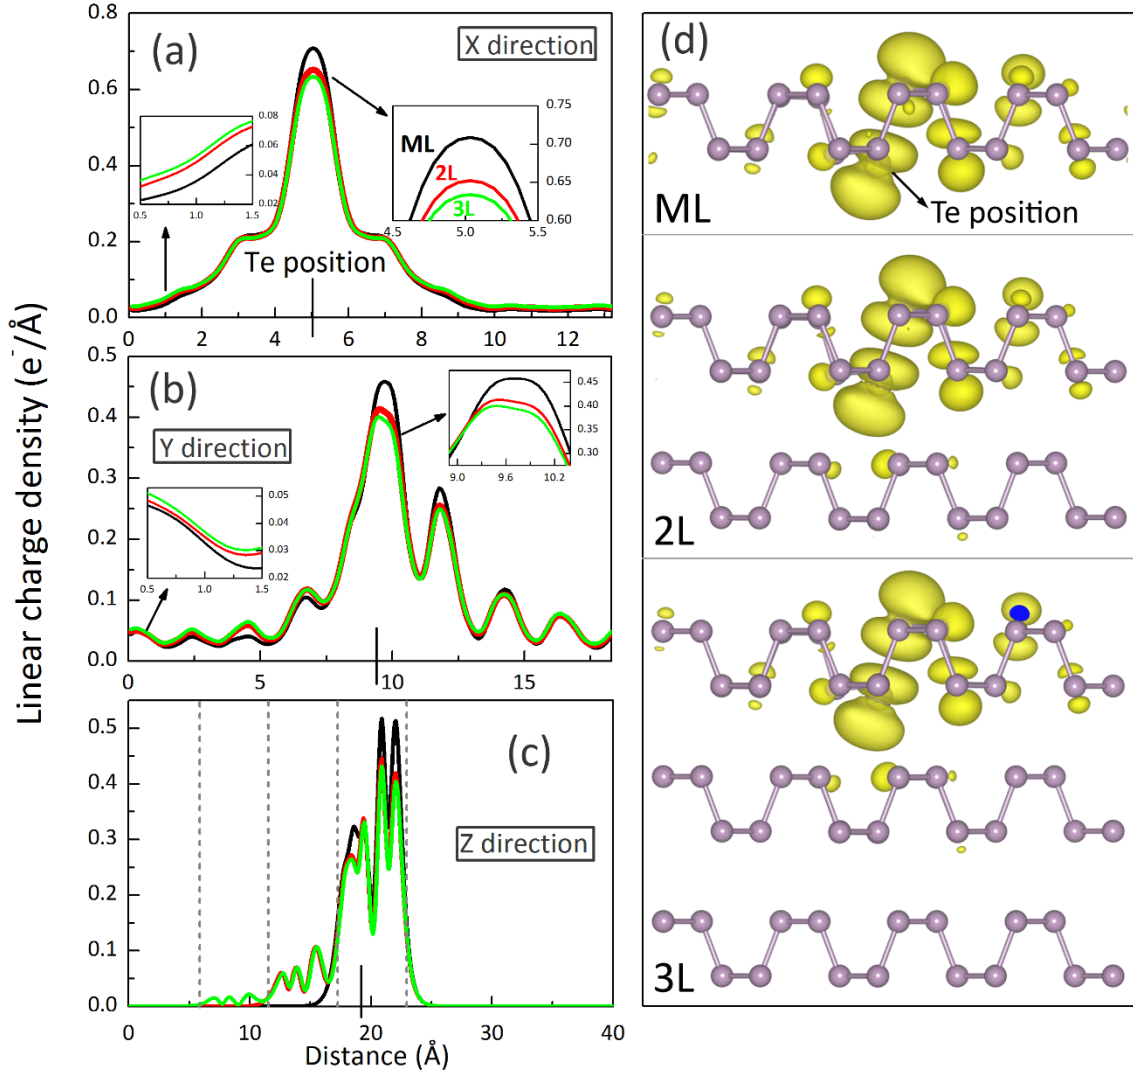 Linear charge density (e⁻/Å)
(a)
X direction
0.8
0.6
0.4
0.2
0.0
0.08
0.06
0.04
0.02
0.5 1.0 1.5
ML
2L
3L
0.75
0.70
0.65
0.60
4.5 5.0 5.5
Te position
0 2 4 6 8 10 12
(b)
Y direction
0.5
0.4
0.3
0.2
0.1
0.0
0.45
0.40
0.35
0.30
9.0 9.6 10.2
0.05
0.04
0.03
0.02
0.5 1.0 1.5
0 5 10 15
(c)
Z direction
0.5
0.4
0.3
0.2
0.1
0.0
0 10 20 30 40
Distance (Å)
(d)
ML
Te position
2L
3L